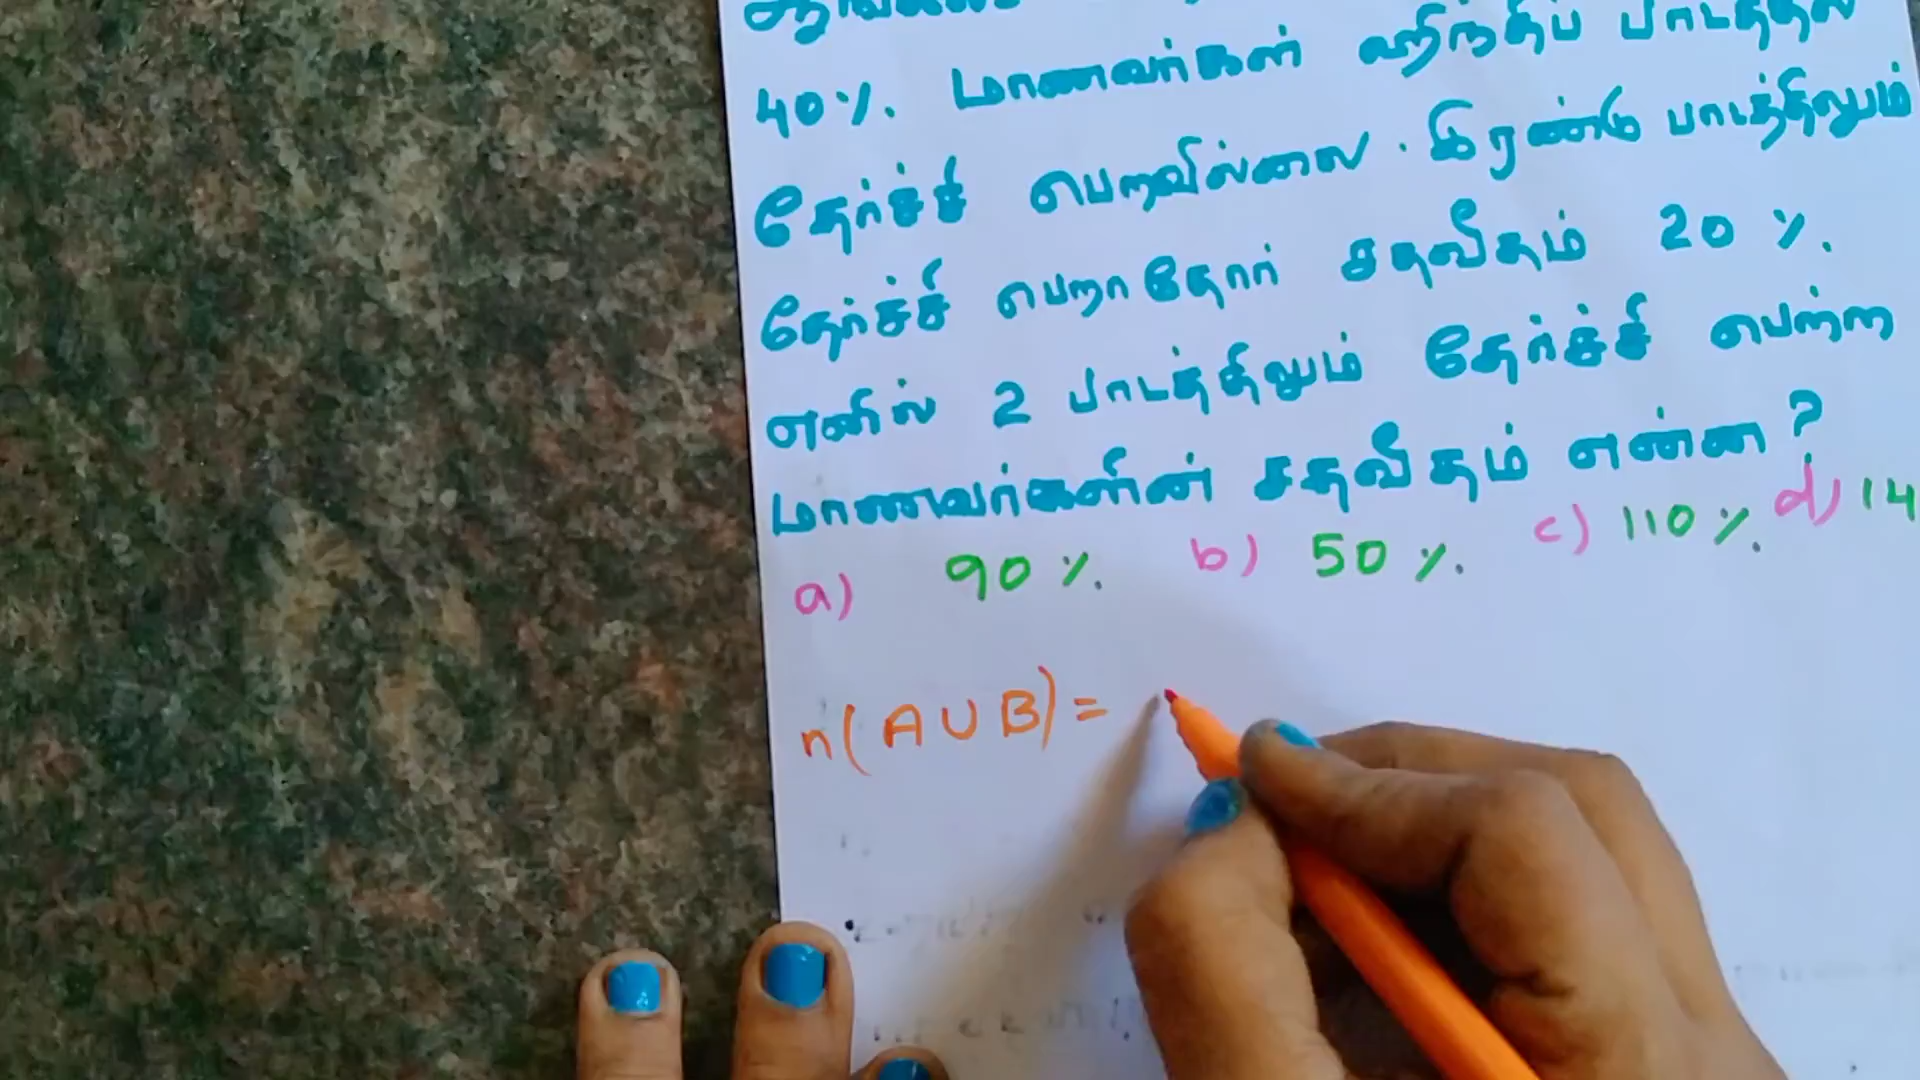 40%. மாணவர்கள் ஹிந்திப் பாடத்தில்
தேர்ச்சி பெறவில்லை. இரண்டு பாடத்திலும்
தேர்ச்சி பெறாதோர் சதவீதம் 20%.
எனில் 2 பாடத்திலும் தேர்ச்சி பெற்ற
மாணவர்களின் சதவீதம் என்ன?
a) 90%. b) 50%. c) 110%. d) 14
n(A∪B)=